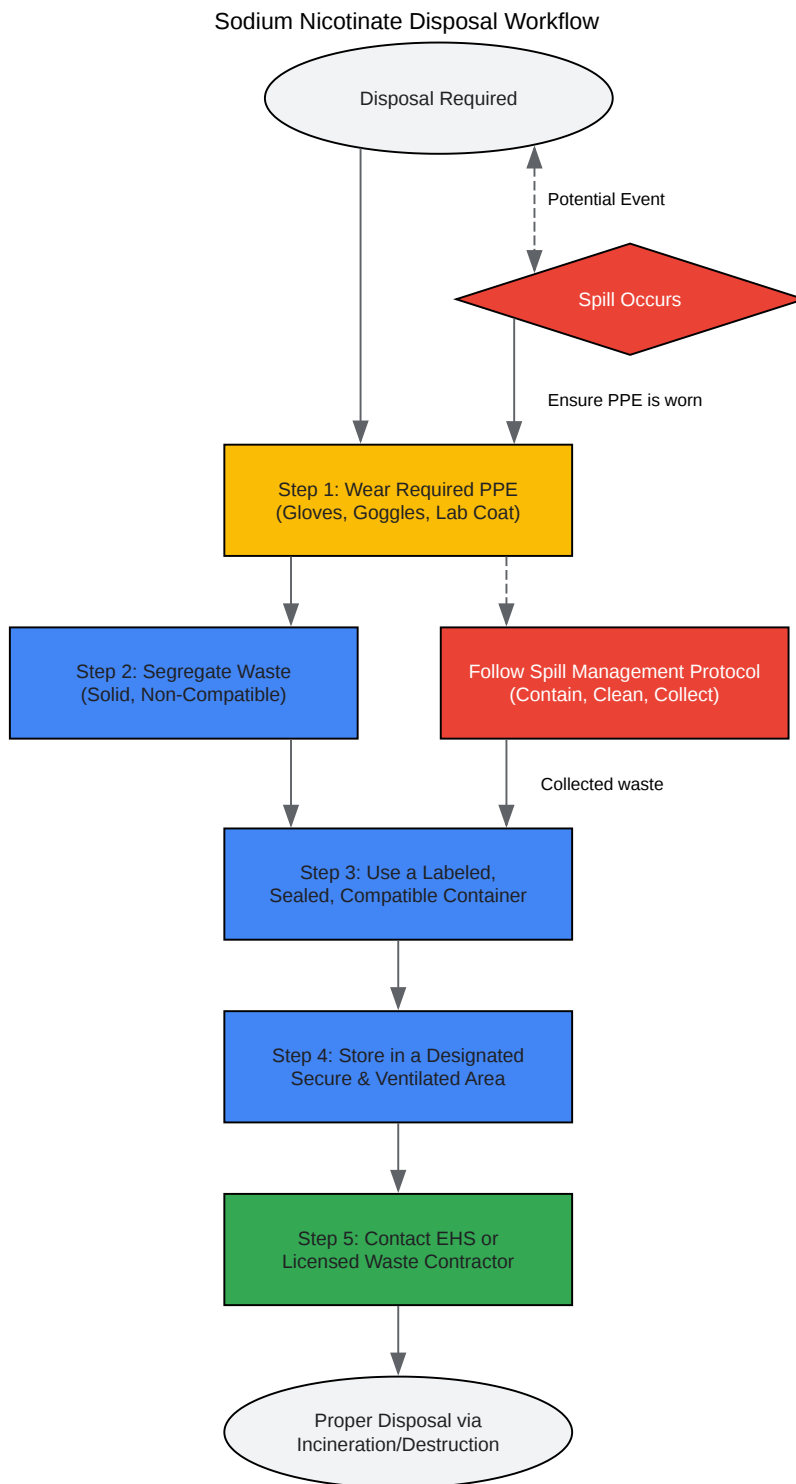 Sodium Nicotinate Disposal Workflow
Disposal Required
Potential Event
Spill Occurs
Ensure PPE is worn
Step 1: Wear Required PPE
(Gloves, Goggles, Lab Coat)
Step 2: Segregate Waste
(Solid, Non-Compatible)
Follow Spill Management Protocol
(Contain, Clean, Collect)
Collected waste
Step 3: Use a Labeled,
Sealed, Compatible Container
Step 4: Store in a Designated
Secure & Ventilated Area
Step 5: Contact EHS or
Licensed Waste Contractor
Proper Disposal via
Incineration/Destruction